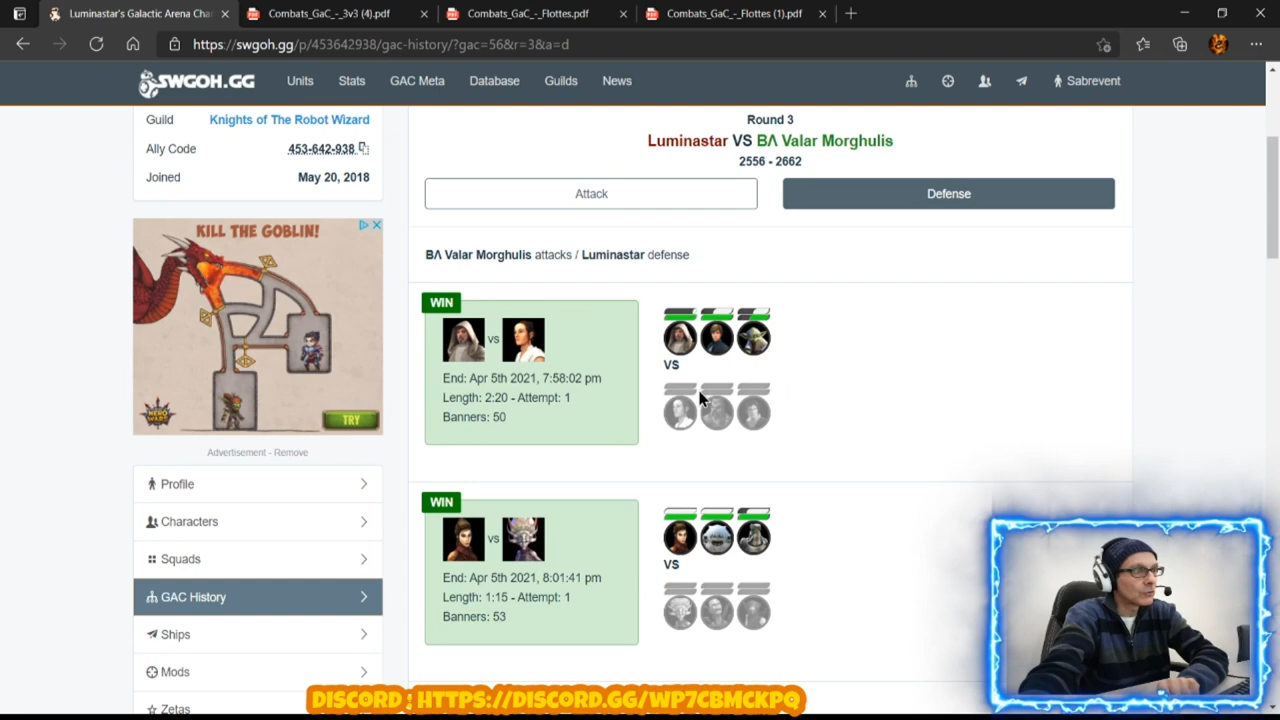 Luminastar's Galactic Arena Cha
Combats_GaC_-_3v3 (4).pdf
Combats_GaC_-_Flottes.pdf
Combats_GaC_-_Flottes (1).pdf
https://swgoh.gg/p/453642938/gac-history/?gac=56&r=3&a=d
SWGOH.GG
Units
Stats
GAC Meta
Database
Guilds
News
Sabrevent
Guild
Knights of The Robot Wizard
Ally Code
453-642-938
Joined
May 20, 2018
KILL THE GOBLIN!
HERO WARS
TRY
Advertisement - Remove
Profile
Characters
Squads
GAC History
Ships
Mods
Zetas
Round 3
Luminastar VS BΛ Valar Morghulis
2556 - 2662
Attack
Defense
BΛ Valar Morghulis attacks / Luminastar defense
WIN
vs
End: Apr 5th 2021, 7:58:02 pm
Length: 2:20 - Attempt: 1
Banners: 50
VS
WIN
vs
End: Apr 5th 2021, 8:01:41 pm
Length: 1:15 - Attempt: 1
Banners: 53
VS
DISCORD : HTTPS://DISCORD.GG/WP7CBMCKPQ